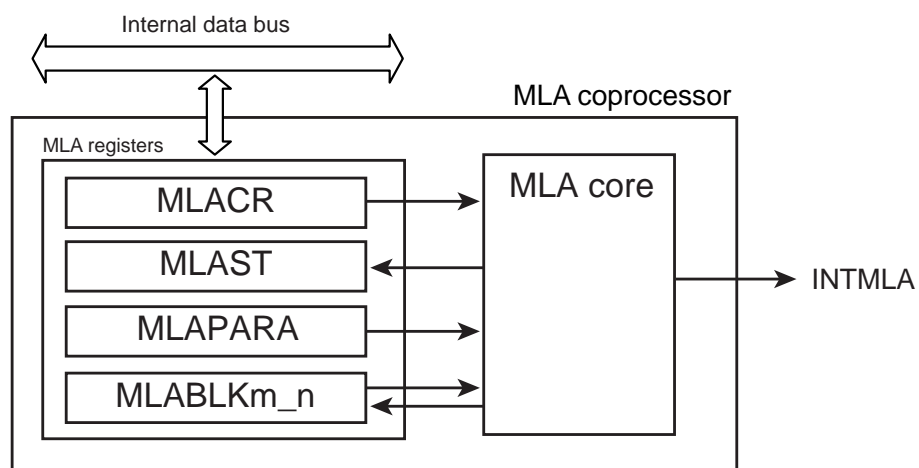 Internal data bus
MLA coprocessor
MLA registers
MLACR
MLA core
MLAST
INTMLA
MLAPARA
MLABLKm_n